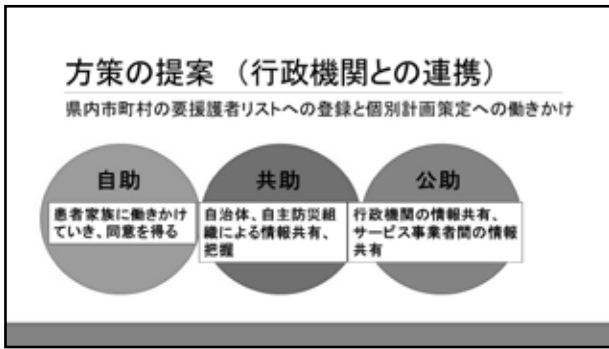 方策の提案 （行政機関との連携）
県内市町村の要援護者リストへの登録と個別計画策定への働きかけ
自助
患者家族に働きかけ
ていき、同意を得る
共助
自治体、自主防災組
織による情報共有、
把握
公助
行政機関の情報共有、
サービス事業者間の情報
共有